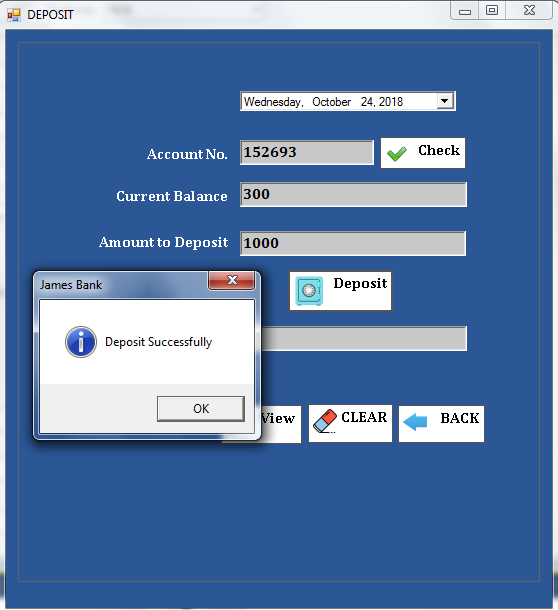 DEPOSIT
Wednesday, October 24, 2018
Account No. 152693 Check
Current Balance 300
Amount to Deposit 1000
James Bank
Deposit
Deposit Successfully
OK
View CLEAR BACK